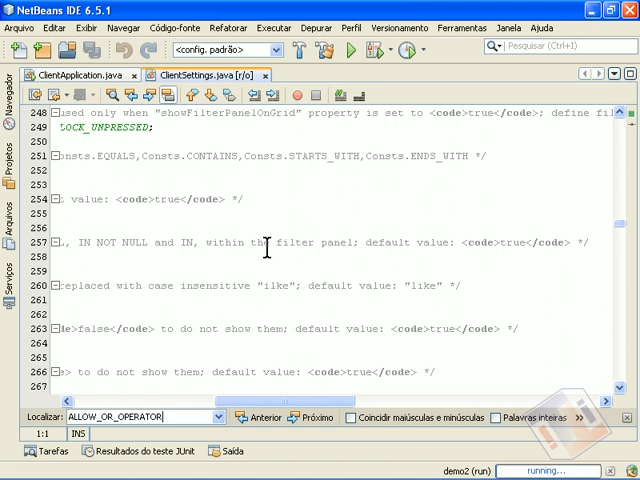 NetBeans IDE 6.5.1
Arquivo Editar Exibir Navegar Código-fonte Refatorar Executar Depurar Perfil Versionamento Ferramentas Janela Ajuda
<config. padrão> Pesquisar (Ctrl+I)
ClientApplication.java ClientSettings.java [r/o]
Navegador
Projetos
Arquivos
Serviços
248 used only when "showFilterPanelOnGrid" property is set to <code>true</code>; define fil
249 LOCK_UNPRESSED;
250
251 onsts.EQUALS,Consts.CONTAINS,Consts.STARTS_WITH,Consts.ENDS_WITH */
252
253
254 t value: <code>true</code> */
255
256
257 L, IN NOT NULL and IN, within the filter panel; default value: <code>true</code> */
258
259
260 replaced with case insensitive "ilke"; default value: "like" */
261
262
263 de>false</code> to do not show them; default value: <code>true</code> */
264
265
266 e> to do not show them; default value: <code>true</code> */
267
Localizar: ALLOW_OR_OPERATOR Anterior Próximo Coincidir maiúsculas e minúsculas Palavras inteiras »
1:1 INS
Tarefas Resultados do teste JUnit Saída
demo2 (run) running...